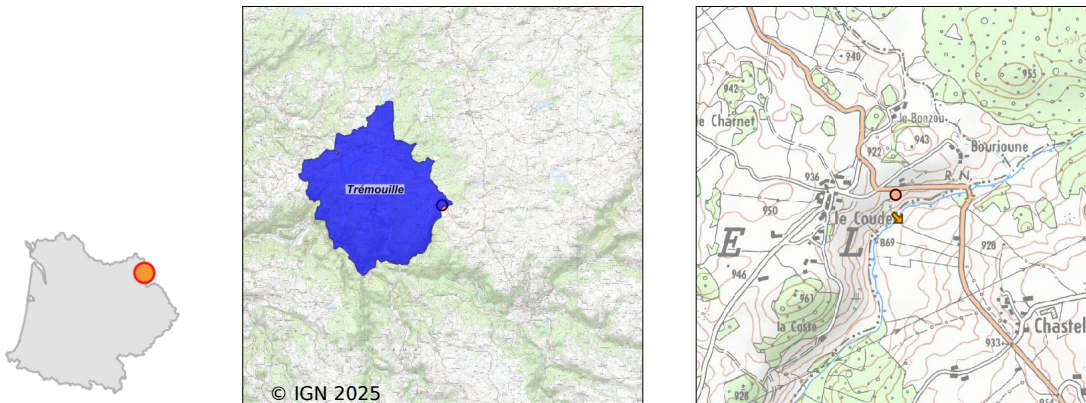 Trémouille
© IGN 2025
940
955
942
le Bonzou
le Charnet
943
922
Bourioune
936
R. N.
950
le Coude
E
L
869
928
946
961
la Coste
Chastel
933
928
954